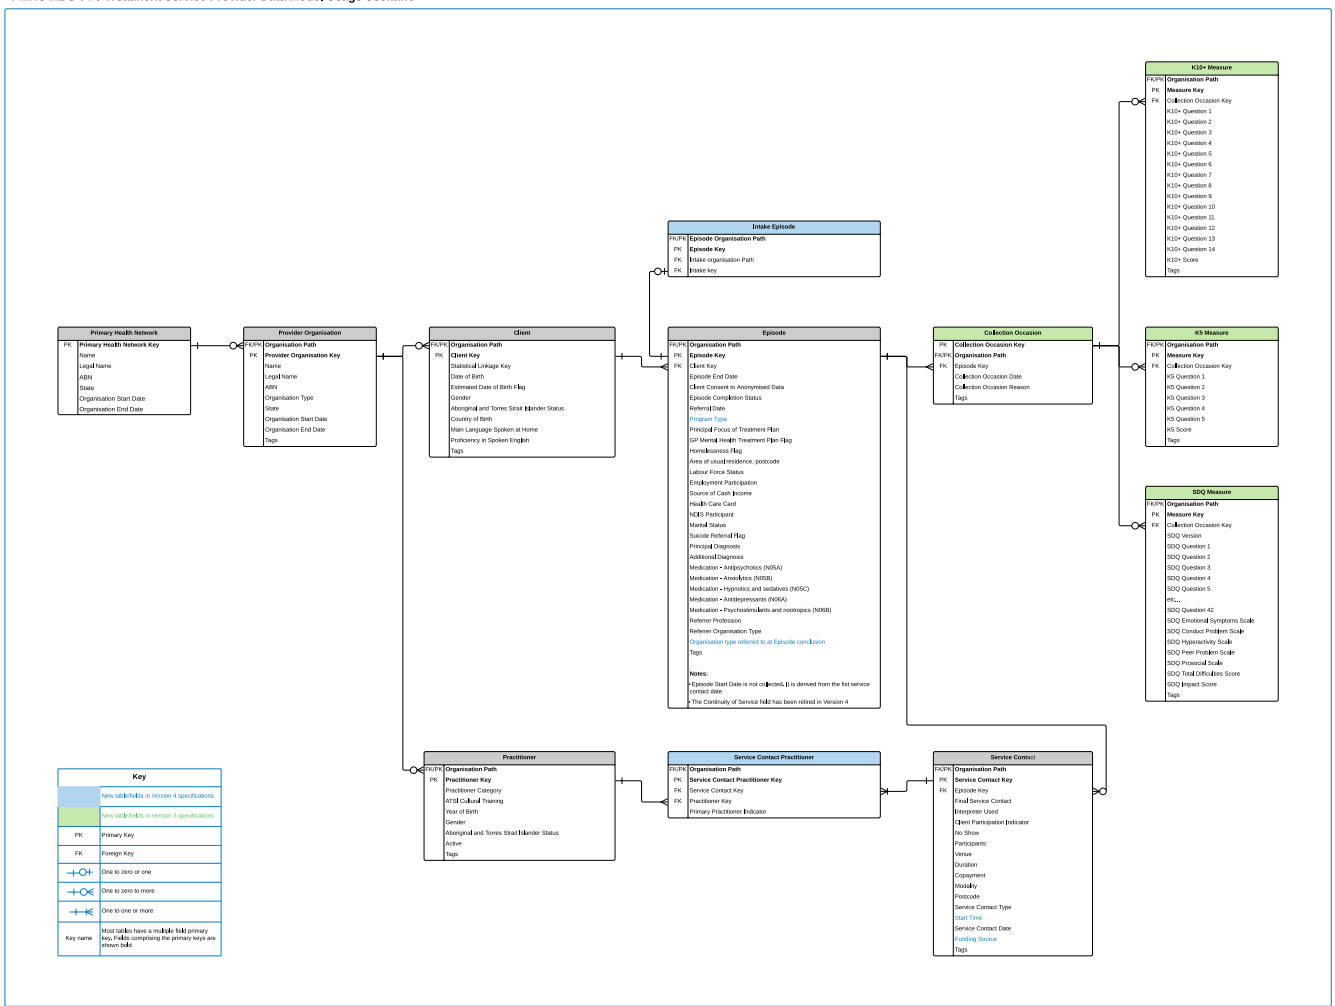 K10+ Measure
FK/PK Organisation Path
PK Measure Key
FK Collection Occasion Key
K10+ Question 1
K10+ Question 2
K10+ Question 3
K10+ Question 4
K10+ Question 5
K10+ Question 6
K10+ Question 7
K10+ Question 8
K10+ Question 9
K10+ Question 10
K10+ Question 11
K10+ Question 12
K10+ Question 13
K10+ Question 14
K10+ Score
Tags
Intake Episode
FK/PK Episode Organisation Path
PK Episode Key
FK Intake organisation Path
FK Intake key
Primary Health Network
PK Primary Health Network Key
Name
Legal Name
ABN
State
Organisation Start Date
Organisation End Date
Provider Organisation
FK/PK Organisation Path
PK Provider Organisation Key
Name
Legal Name
ABN
Organisation Type
State
Organisation Start Date
Organisation End Date
Tags
Client
FK/PK Organisation Path
PK Client Key
Statistical Linkage Key
Date of Birth
Estimated Date of Birth Flag
Gender
Aboriginal and Torres Strait Islander Status
Country of Birth
Main Language Spoken at Home
Proficiency in Spoken English
Tags
Episode
FK/PK Organisation Path
PK Episode Key
FK Client Key
Episode End Date
Client Consent to Anonymised Data
Episode Completion Status
Referral Date
Program Type
Principal Focus of Treatment Plan
GP Mental Health Treatment Plan Flag
Homelessness Flag
Area of usual residence, postcode
Labour Force Status
Employment Participation
Source of Cash Income
Health Care Card
NDIS Participant
Marital Status
Suicide Referral Flag
Principal Diagnosis
Additional Diagnosis
Medication - Antipsychotics (N05A)
Medication - Anxiolytics (N05B)
Medication - Hypnotics and sedatives (N05C)
Medication - Antidepressants (N06A)
Medication - Psychostimulants and nootropics (N06B)
Referrer Profession
Referrer Organisation Type
Organisation type referred to at Episode conclusion
Tags
Notes:
• Episode Start Date is not collected. It is derived from the fist service
contact date
• The Continuity of Service field has been retired in Version 4
Collection Occasion
PK Collection Occasion Key
FK/PK Organisation Path
FK Episode Key
Collection Occasion Date
Collection Occasion Reason
Tags
K5 Measure
FK/PK Organisation Path
PK Measure Key
FK Collection Occasion Key
K5 Question 1
K5 Question 2
K5 Question 3
K5 Question 4
K5 Question 5
K5 Score
Tags
SDQ Measure
FK/PK Organisation Path
PK Measure Key
FK Collection Occasion Key
SDQ Version
SDQ Question 1
SDQ Question 2
SDQ Question 3
SDQ Question 4
SDQ Question 5
etc...
SDQ Question 42
SDQ Emotional Symptoms Scale
SDQ Conduct Problem Scale
SDQ Hyperactivity Scale
SDQ Peer Problem Scale
SDQ Prosocial Scale
SDQ Total Difficulties Score
SDQ Impact Score
Tags
Practitioner
FK/PK Organisation Path
PK Practitioner Key
Practitioner Category
ATSI Cultural Training
Year of Birth
Gender
Aboriginal and Torres Strait Islander Status
Active
Tags
Service Contact Practitioner
FK/PK Organisation Path
PK Service Contact Practitioner Key
FK Service Contact Key
FK Practitioner Key
Primary Practitioner Indicator
Service Contact
FK/PK Organisation Path
PK Service Contact Key
FK Episode Key
Final Service Contact
Interpreter Used
Client Participation Indicator
No Show
Participants
Venue
Duration
Copayment
Modality
Postcode
Service Contact Type
Start Time
Service Contact Date
Funding Source
Tags
Key
New table/fields in Version 4 specifications
New table/fields in Version 3 specifications
PK Primary Key
FK Foreign Key
One to zero or one
One to zero to more
One to one or more
Key name Most tables have a multiple field primary
key. Fields comprising the primary keys are
shown bold